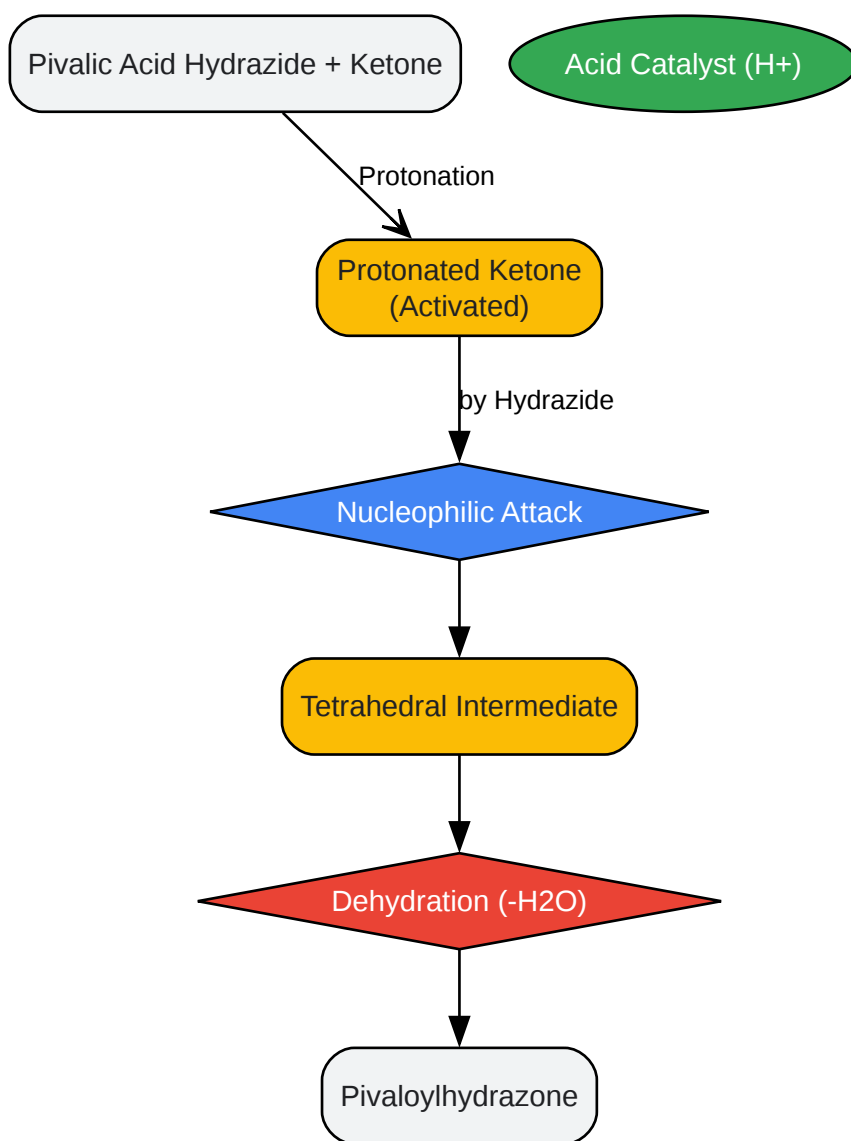 Pivalic Acid Hydrazide + Ketone
Acid Catalyst (H+)
Protonation
Protonated Ketone
(Activated)
by Hydrazide
Nucleophilic Attack
Tetrahedral Intermediate
Dehydration (-H2O)
Pivaloylhydrazone